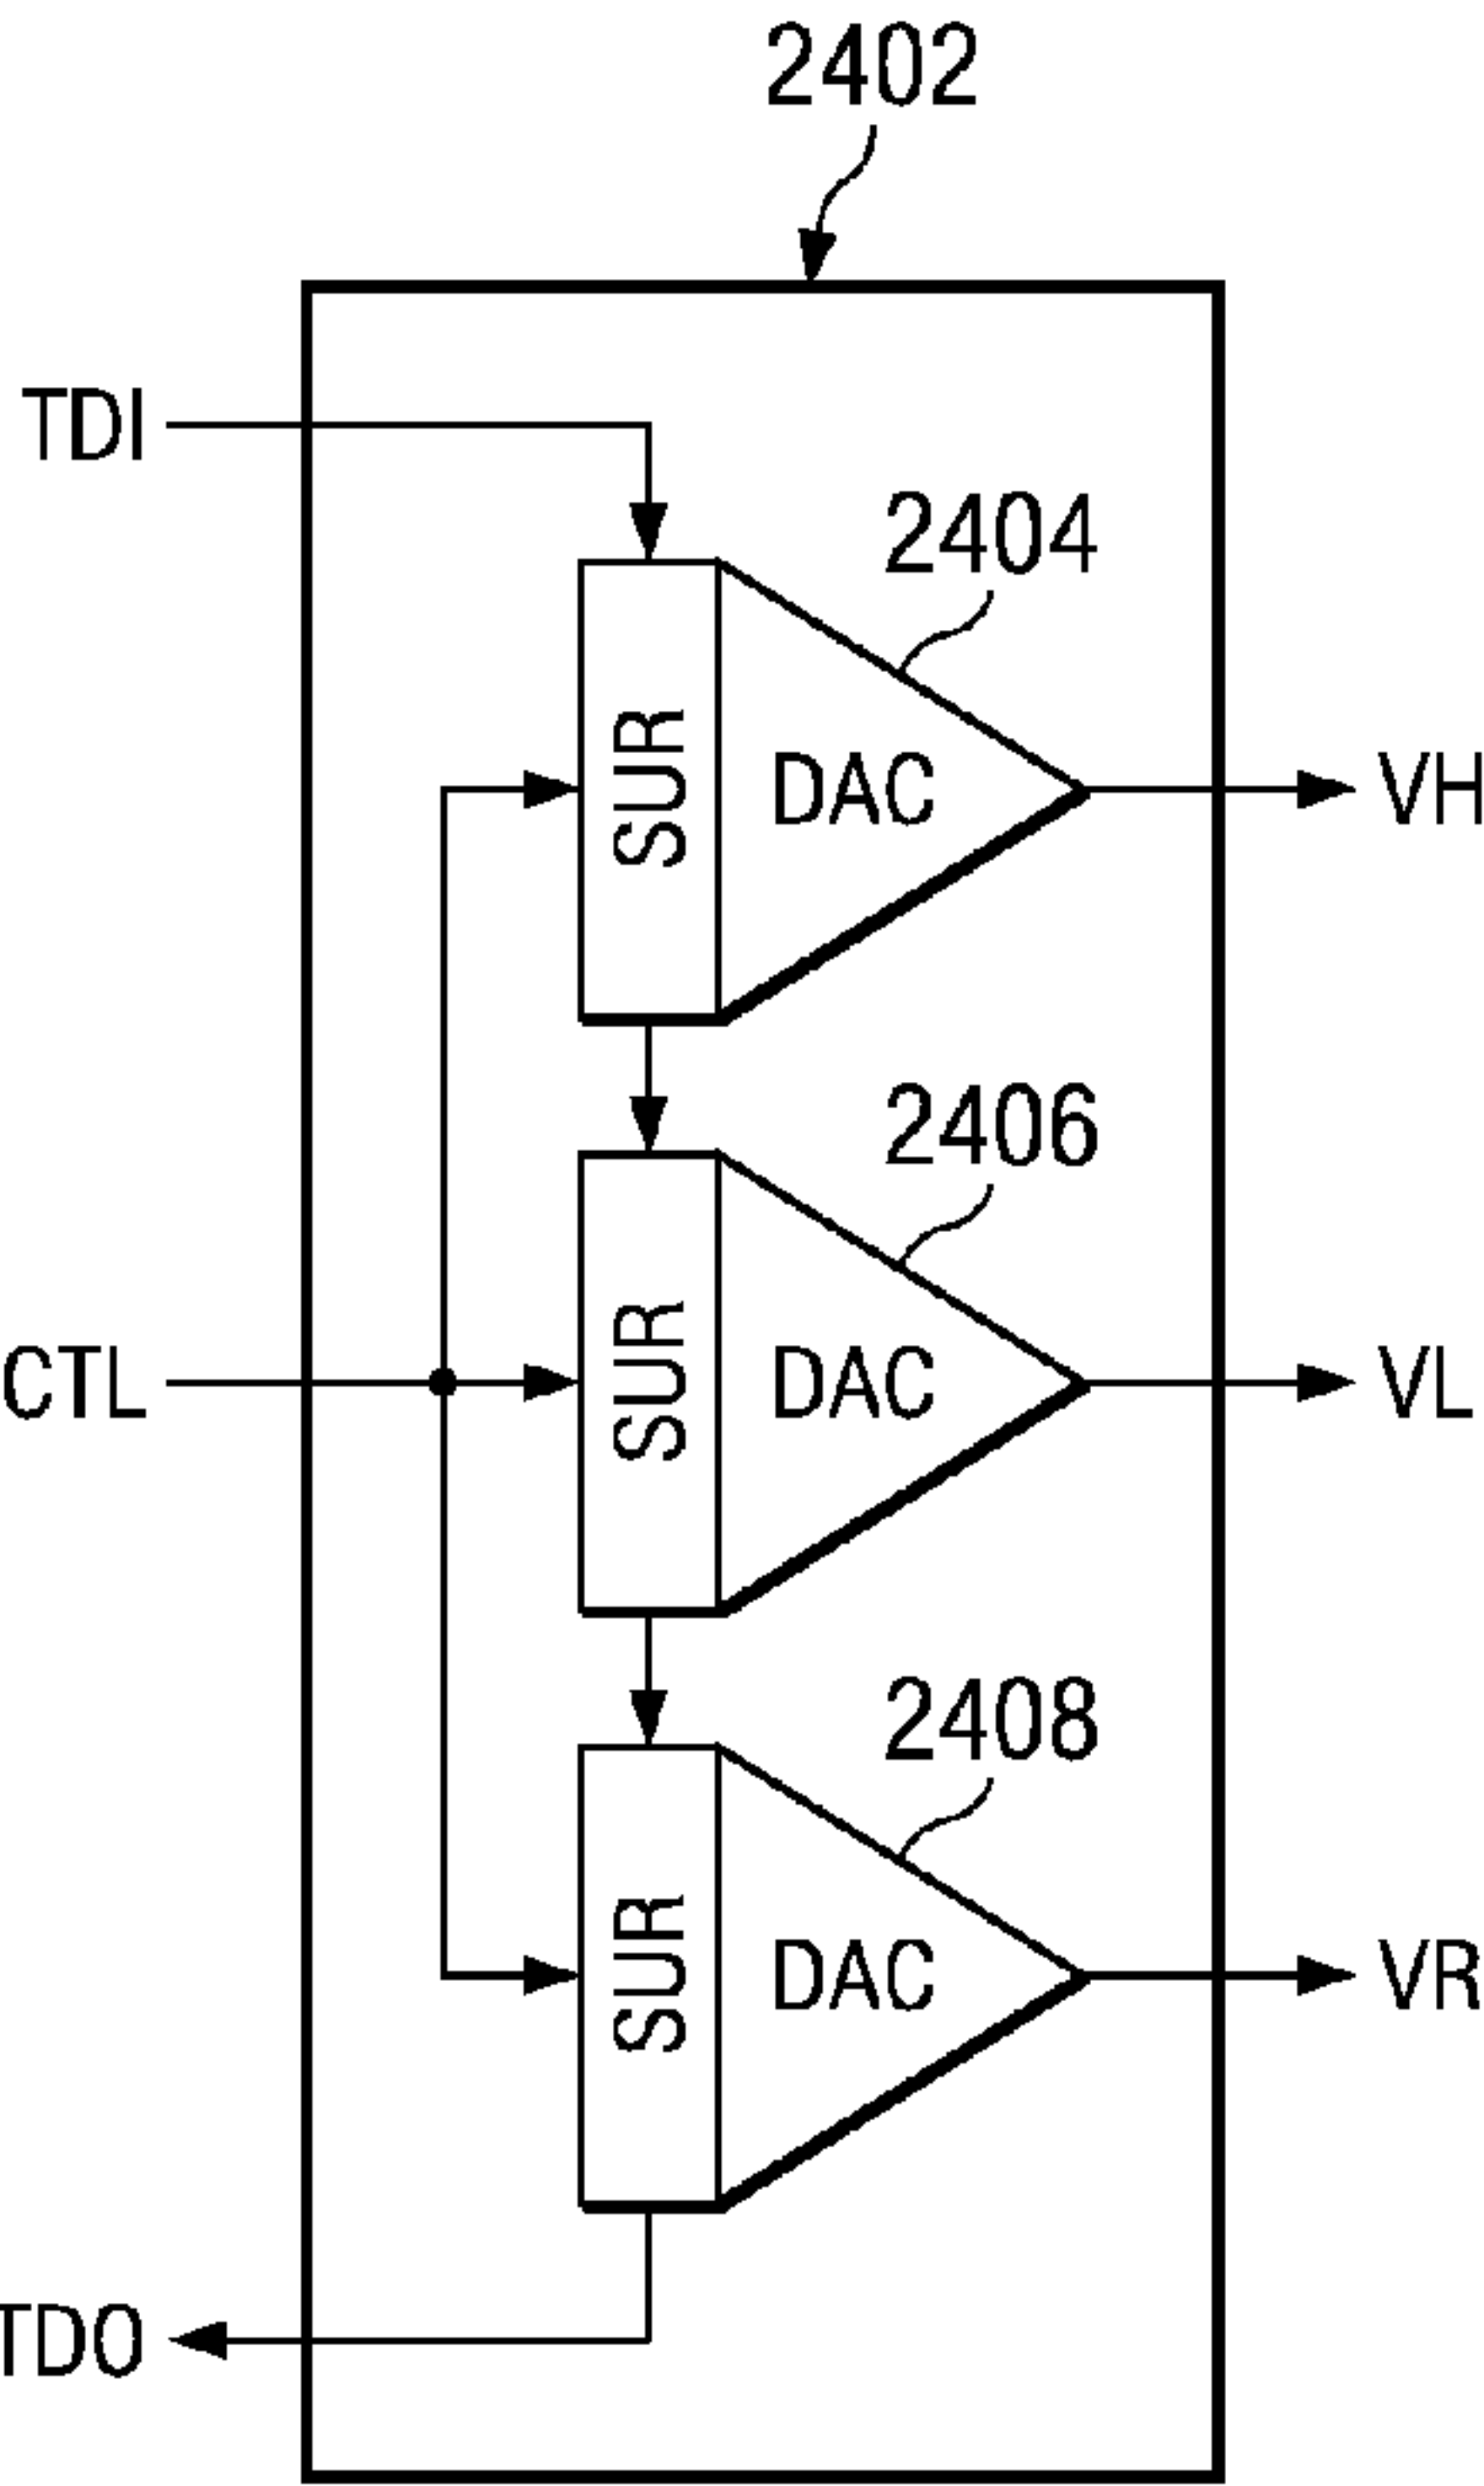 2402
TDI
2404
SUR
DAC
VH
2406
CTL
SUR
DAC
VL
2408
SUR
DAC
VR
TDO